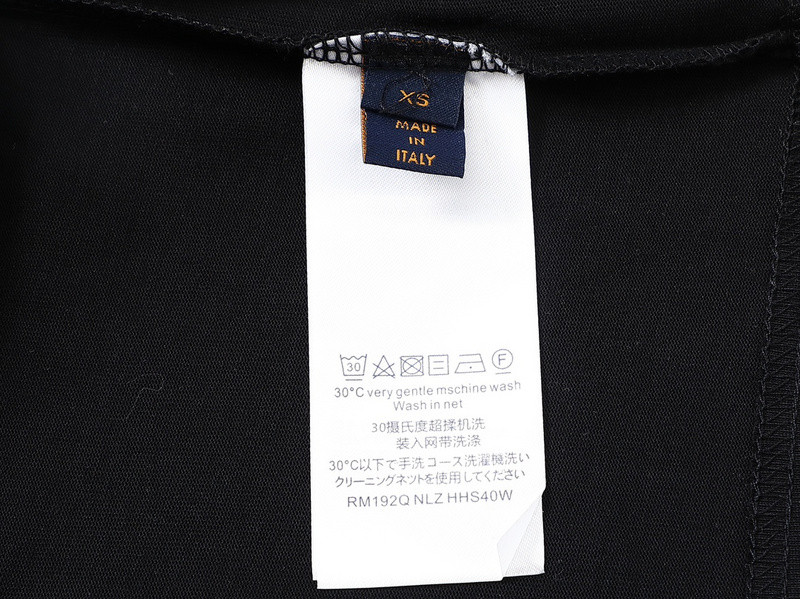 XS
MADE
IN
ITALY
30 F
30°C very gentle mschine wash
Wash in net
30摄氏度超揉机洗
装入网带洗涤
30°C以下で手洗コース洗濯機洗い
クリーニングネットを使用してください
RM192Q NLZ HHS40W